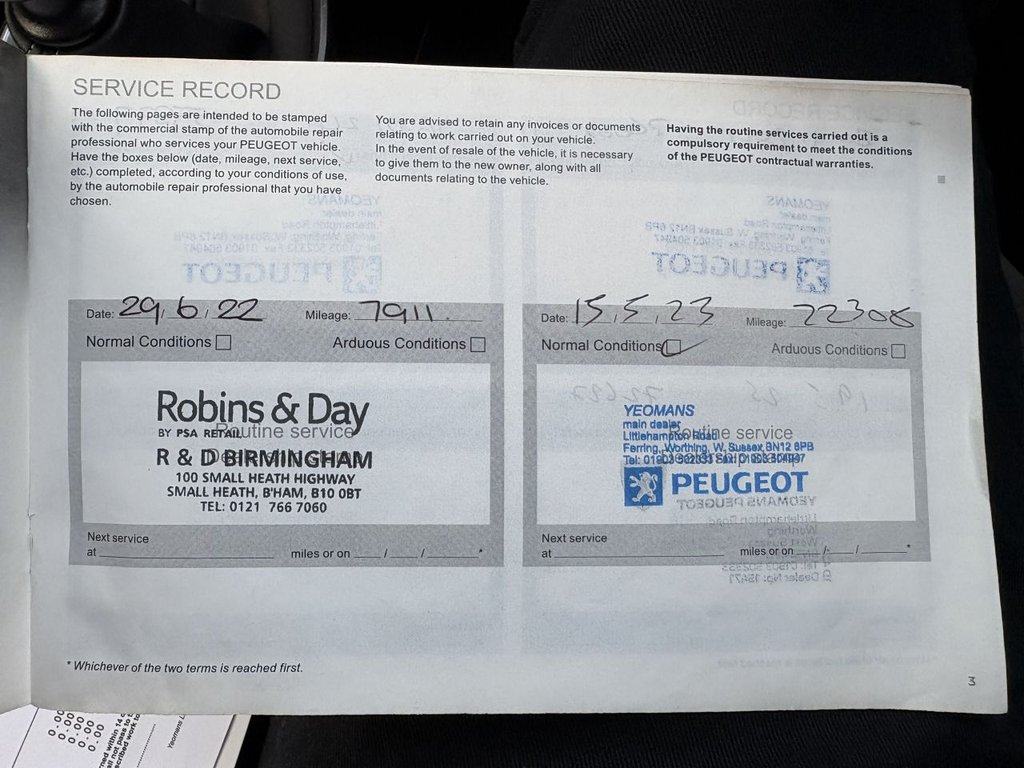 SERVICE RECORD
The following pages are intended to be stamped
with the commercial stamp of the automobile repair
professional who services your PEUGEOT vehicle.
Have the boxes below (date, mileage, next service,
etc.) completed, according to your conditions of use,
by the automobile repair professional that you have
chosen.
You are advised to retain any invoices or documents
relating to work carried out on your vehicle.
In the event of resale of the vehicle, it is necessary
to give them to the new owner, along with all
documents relating to the vehicle.
Having the routine services carried out is a
compulsory requirement to meet the conditions
of the PEUGEOT contractual warranties.
Date: 29/6/22 Mileage: 7911.
Normal Conditions Arduous Conditions
Robins & Day
BY PSA RETAIL
Routine service
R & D BIRMINGHAM
100 SMALL HEATH HIGHWAY
SMALL HEATH, B'HAM, B10 0BT
TEL: 0121 766 7060
Next service
at miles or on / / *
Date: 15/5/23 Mileage: 22308
Normal Conditions Arduous Conditions
YEOMANS
main dealer
Littlehampton Road
Routine service
Ferring, Worthing, W. Sussex BN12 6PB
PEUGEOT
Next service
at miles or on / / *
* Whichever of the two terms is reached first.
3
0.00
0.00
0.00
0.00